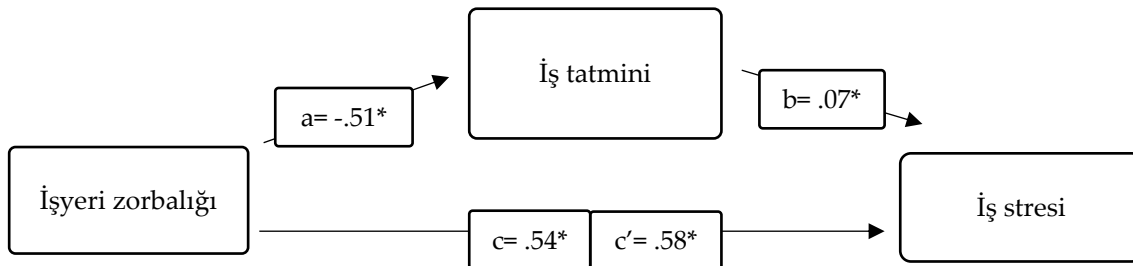 İş tatmini
a= -.51*
b= .07*
İşyeri zorbalığı
İş stresi
c= .54*
c′= .58*